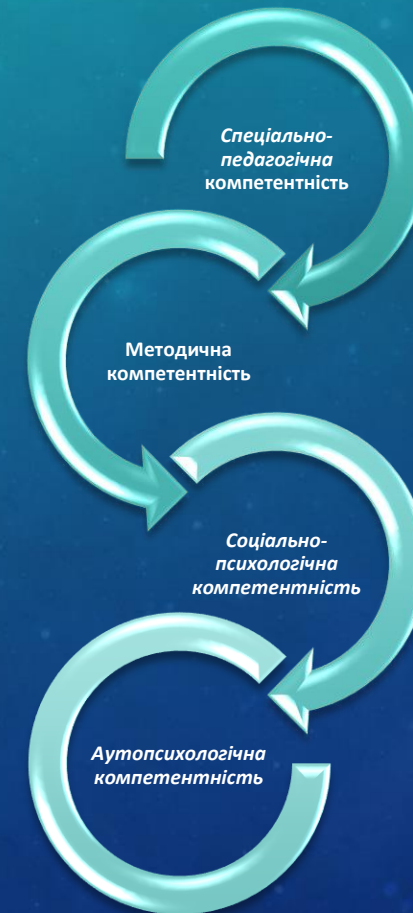 Спеціально-
педагогічна
компетентність
Методична
компетентність
Соціально-
психологічна
компетентність
Аутопсихологічна
компетентність